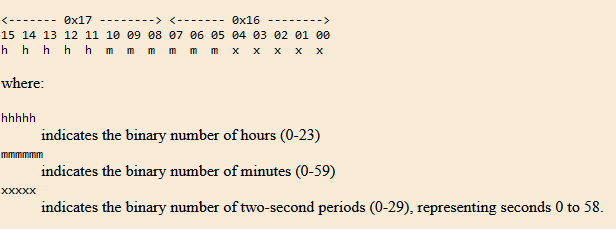 <------- 0x17 --------> <------- 0x16 -------->
15 14 13 12 11 10 09 08 07 06 05 04 03 02 01 00
h h h h h m m m m m m x x x x x
where:
hhhhh
indicates the binary number of hours (0-23)
mmmmmm
indicates the binary number of minutes (0-59)
xxxxx
indicates the binary number of two-second periods (0-29), representing seconds 0 to 58.